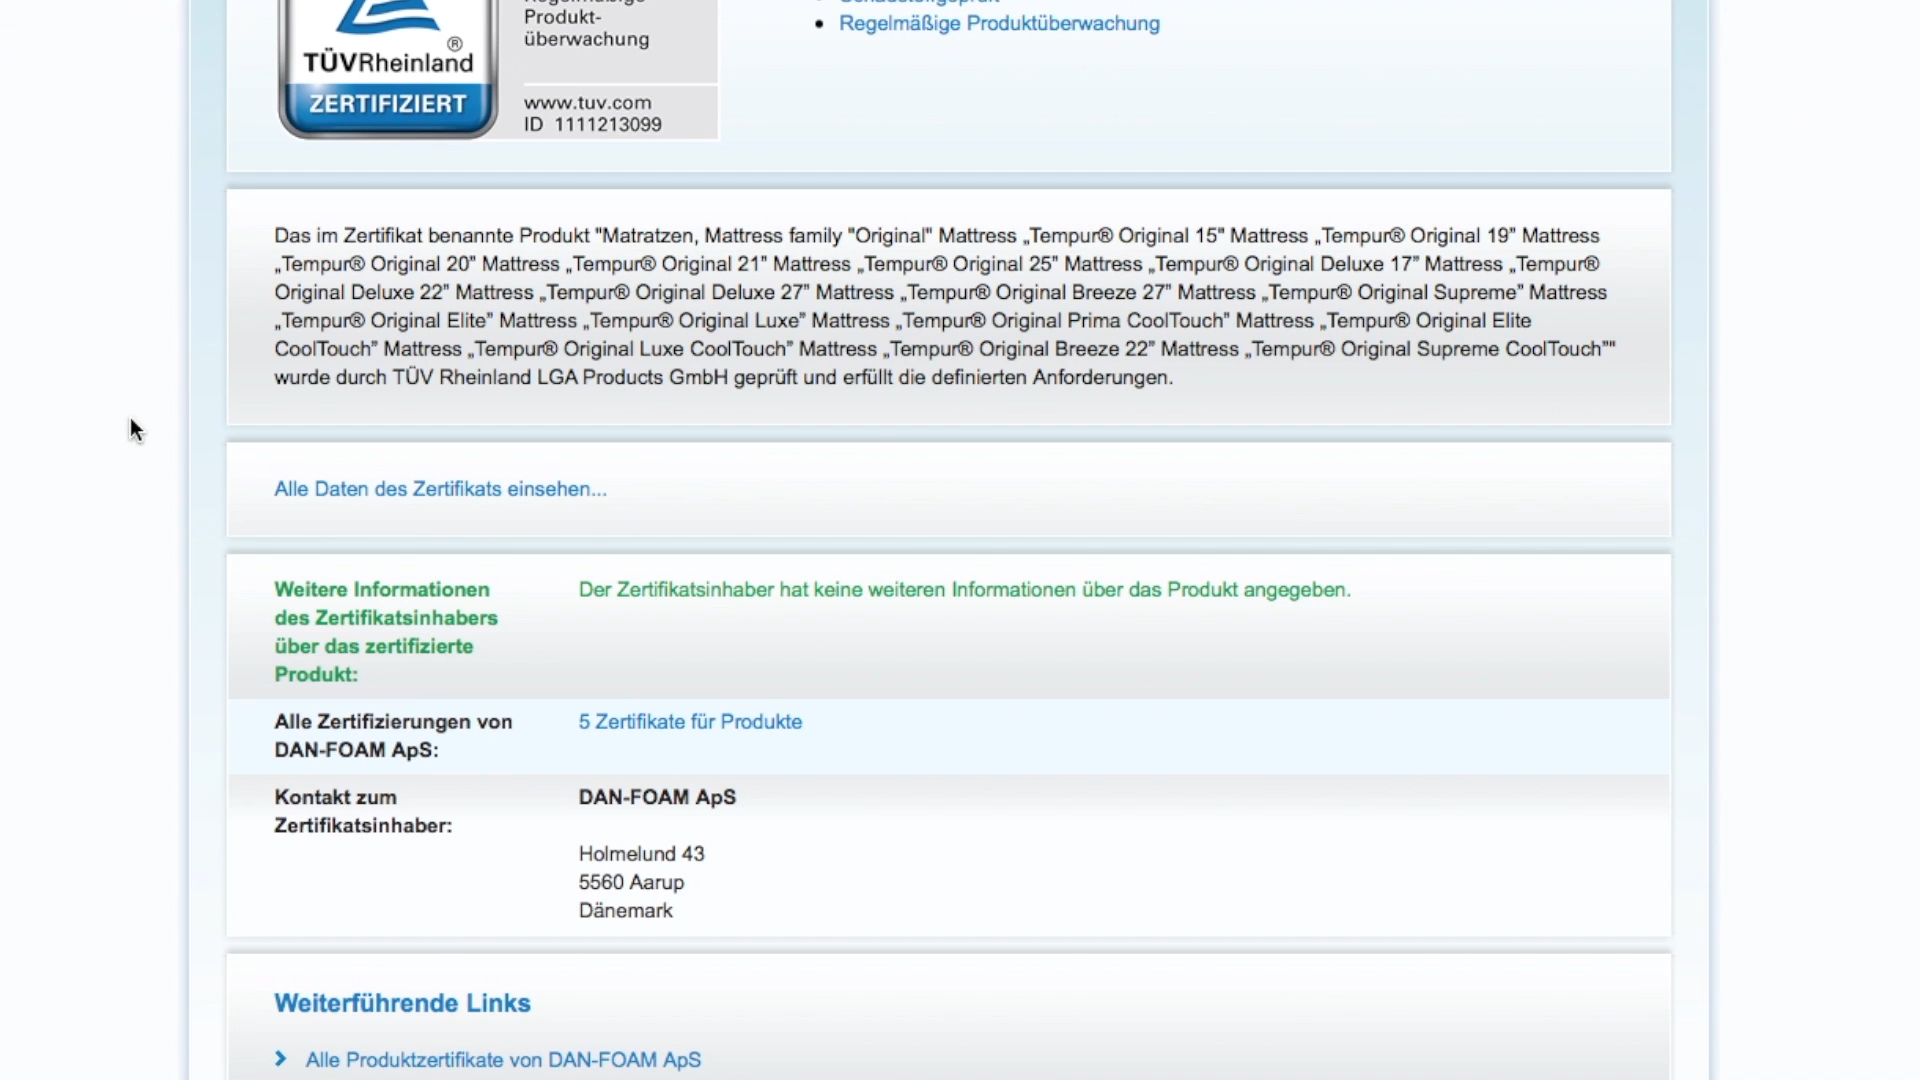 Regelmäßige
Produkt-
überwachung
Schadstoffgeprüft
Regelmäßige Produktüberwachung
®
TÜVRheinland
ZERTIFIZIERT
www.tuv.com
ID 1111213099
Das im Zertifikat benannte Produkt "Matratzen, Mattress family "Original" Mattress „Tempur® Original 15" Mattress „Tempur® Original 19” Mattress
„Tempur® Original 20” Mattress „Tempur® Original 21” Mattress „Tempur® Original 25” Mattress „Tempur® Original Deluxe 17” Mattress „Tempur®
Original Deluxe 22” Mattress „Tempur® Original Deluxe 27” Mattress „Tempur® Original Breeze 27” Mattress „Tempur® Original Supreme” Mattress
„Tempur® Original Elite” Mattress „Tempur® Original Luxe” Mattress „Tempur® Original Prima CoolTouch” Mattress „Tempur® Original Elite
CoolTouch” Mattress „Tempur® Original Luxe CoolTouch” Mattress „Tempur® Original Breeze 22” Mattress „Tempur® Original Supreme CoolTouch”"
wurde durch TÜV Rheinland LGA Products GmbH geprüft und erfüllt die definierten Anforderungen.
Alle Daten des Zertifikats einsehen...
Weitere Informationen
des Zertifikatsinhabers
über das zertifizierte
Produkt:
Der Zertifikatsinhaber hat keine weiteren Informationen über das Produkt angegeben.
Alle Zertifizierungen von
DAN-FOAM ApS:
5 Zertifikate für Produkte
Kontakt zum
Zertifikatsinhaber:
DAN-FOAM ApS
Holmelund 43
5560 Aarup
Dänemark
Weiterführende Links
Alle Produktzertifikate von DAN-FOAM ApS